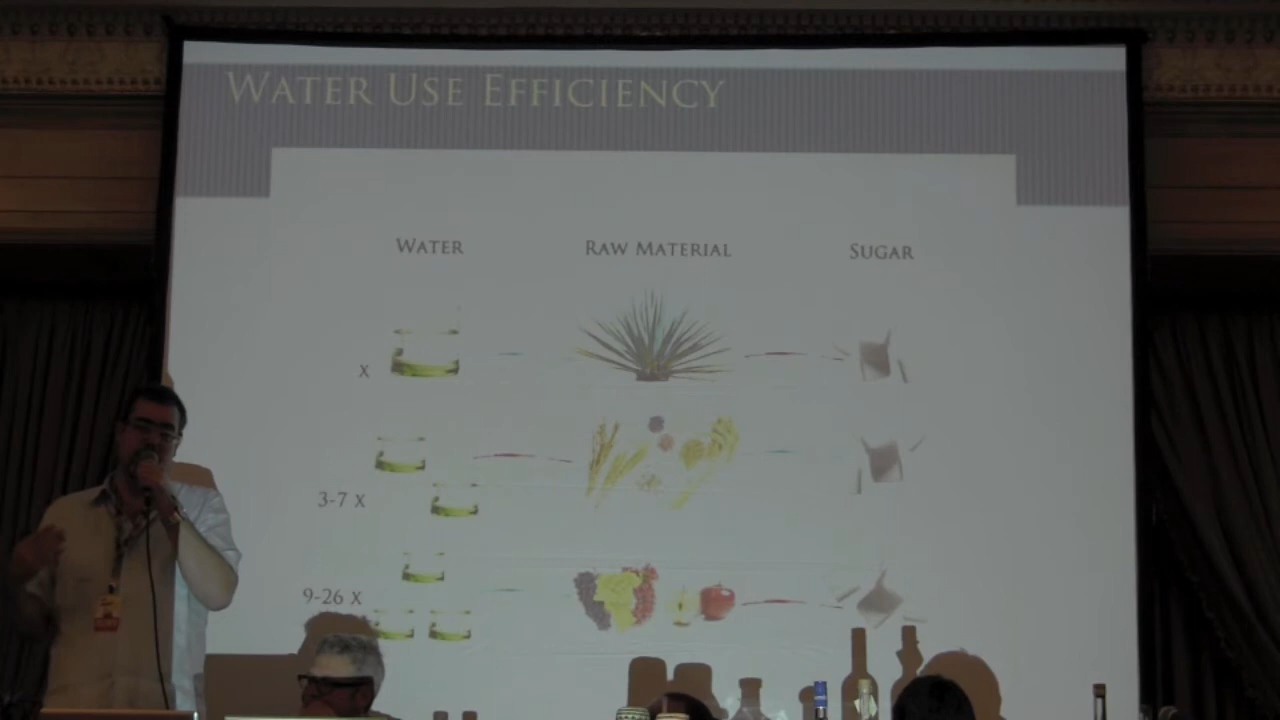 WATER USE EFFICIENCY
WATER RAW MATERIAL SUGAR
X
3-7 X
9-26 X